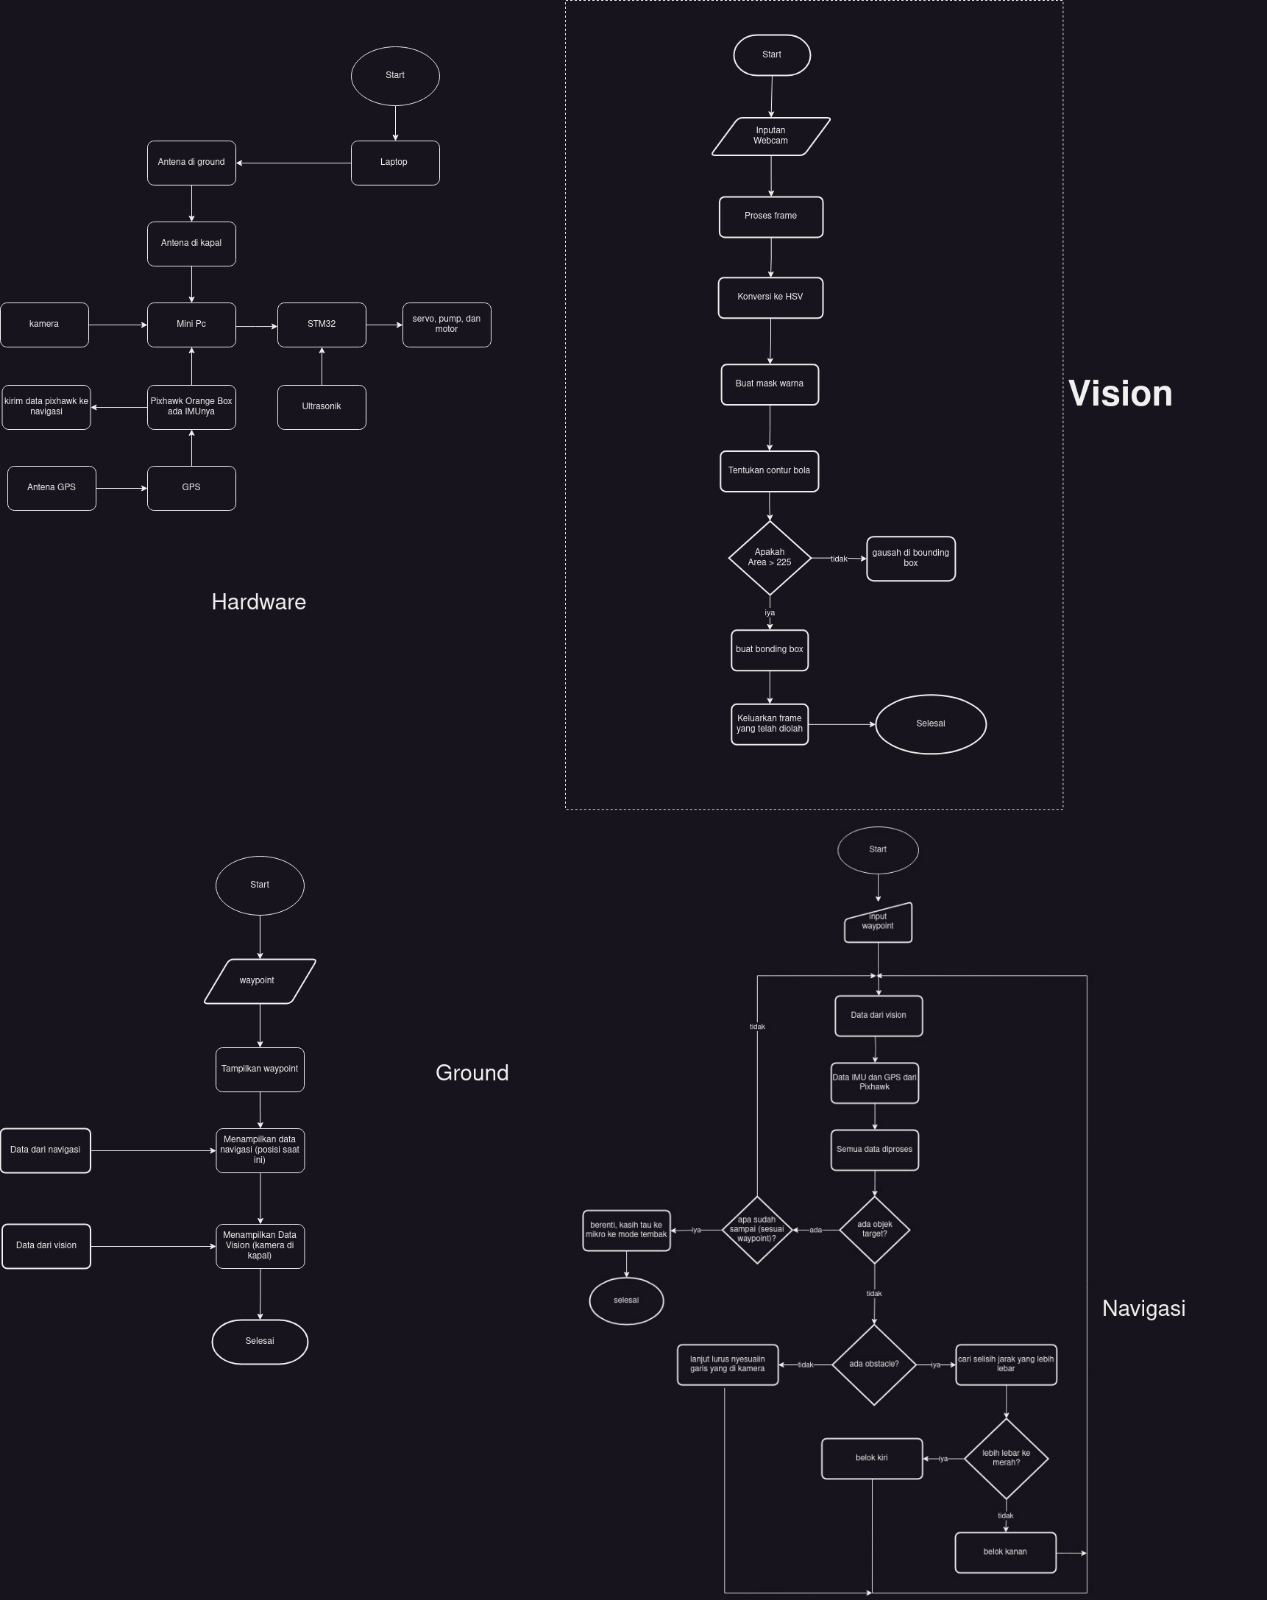 Start
Laptop
Antena di ground
Antena di kapal
kamera
Mini Pc
STM32
servo, pump, dan
motor
kirim data pixhawk ke
navigasi
Pixhawk Orange Box
ada IMUnya
Ultrasonik
Antena GPS
GPS
Hardware
Start
Inputan
Webcam
Proses frame
Konversi ke HSV
Buat mask warna
Tentukan contur bola
Apakah
Area > 225
tidak
gausah di bounding
box
iya
buat bonding box
Keluarkan frame
yang telah diolah
Selesai
Vision
Start
waypoint
Tampilkan waypoint
Data dari navigasi
Menampilkan data
navigasi (posisi saat
ini)
Data dari vision
Menampilkan Data
Vision (kamera di
kapal)
Selesai
Ground
Start
input
waypoint
Data dari vision
tidak
Data IMU dan GPS dari
Pixhawk
Semua data diproses
ada objek
target?
ada
apa sudah
sampai (sesuai
waypoint)?
iya
berenti, kasih tau ke
mikro ke mode tembak
selesai
tidak
ada obstacle?
tidak
lanjut lurus nyesuaiin
garis yang di kamera
iya
cari selisih jarak yang lebih
lebar
lebih lebar ke
merah?
iya
belok kiri
tidak
belok kanan
Navigasi